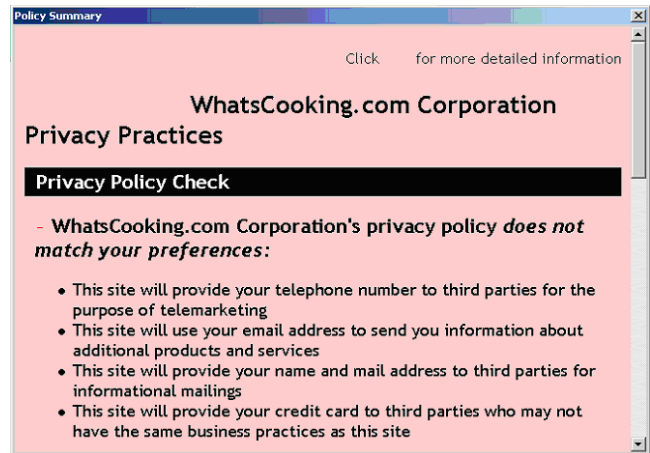 Policy Summary
Click for more detailed information
WhatsCooking.com Corporation
Privacy Practices
Privacy Policy Check
- WhatsCooking.com Corporation's privacy policy does not
match your preferences:
• This site will provide your telephone number to third parties for the
purpose of telemarketing
• This site will use your email address to send you information about
additional products and services
• This site will provide your name and mail address to third parties for
informational mailings
• This site will provide your credit card to third parties who may not
have the same business practices as this site